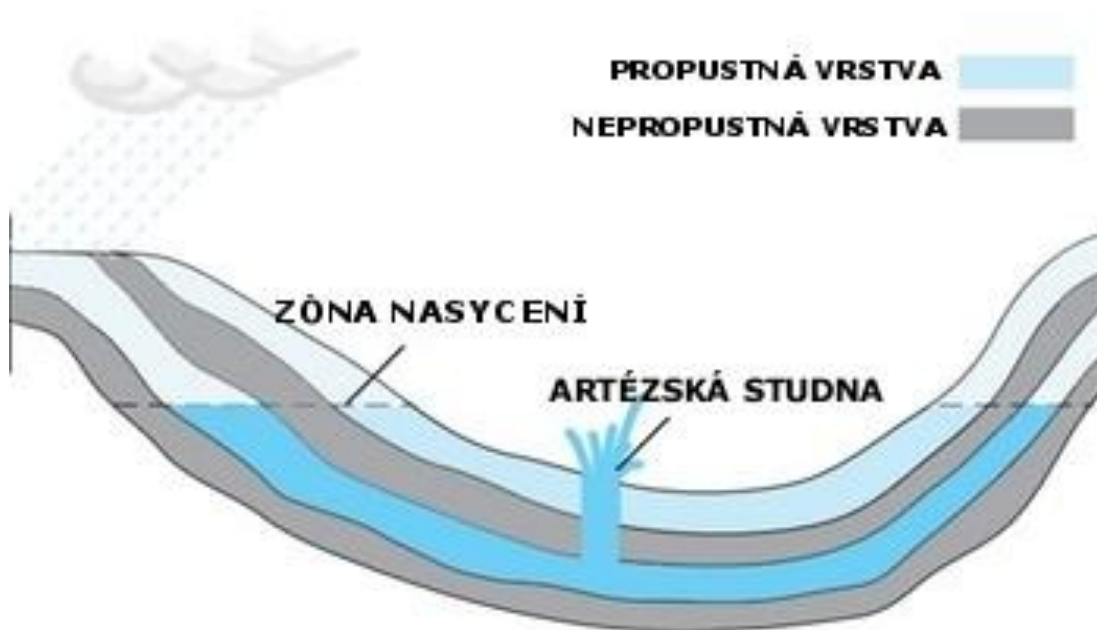 PROPUSTNÁ VRSTVA
NEPROPUSTNÁ VRSTVA
ZÓNA NASYCENÍ
ARTÉZSKÁ STUDNA